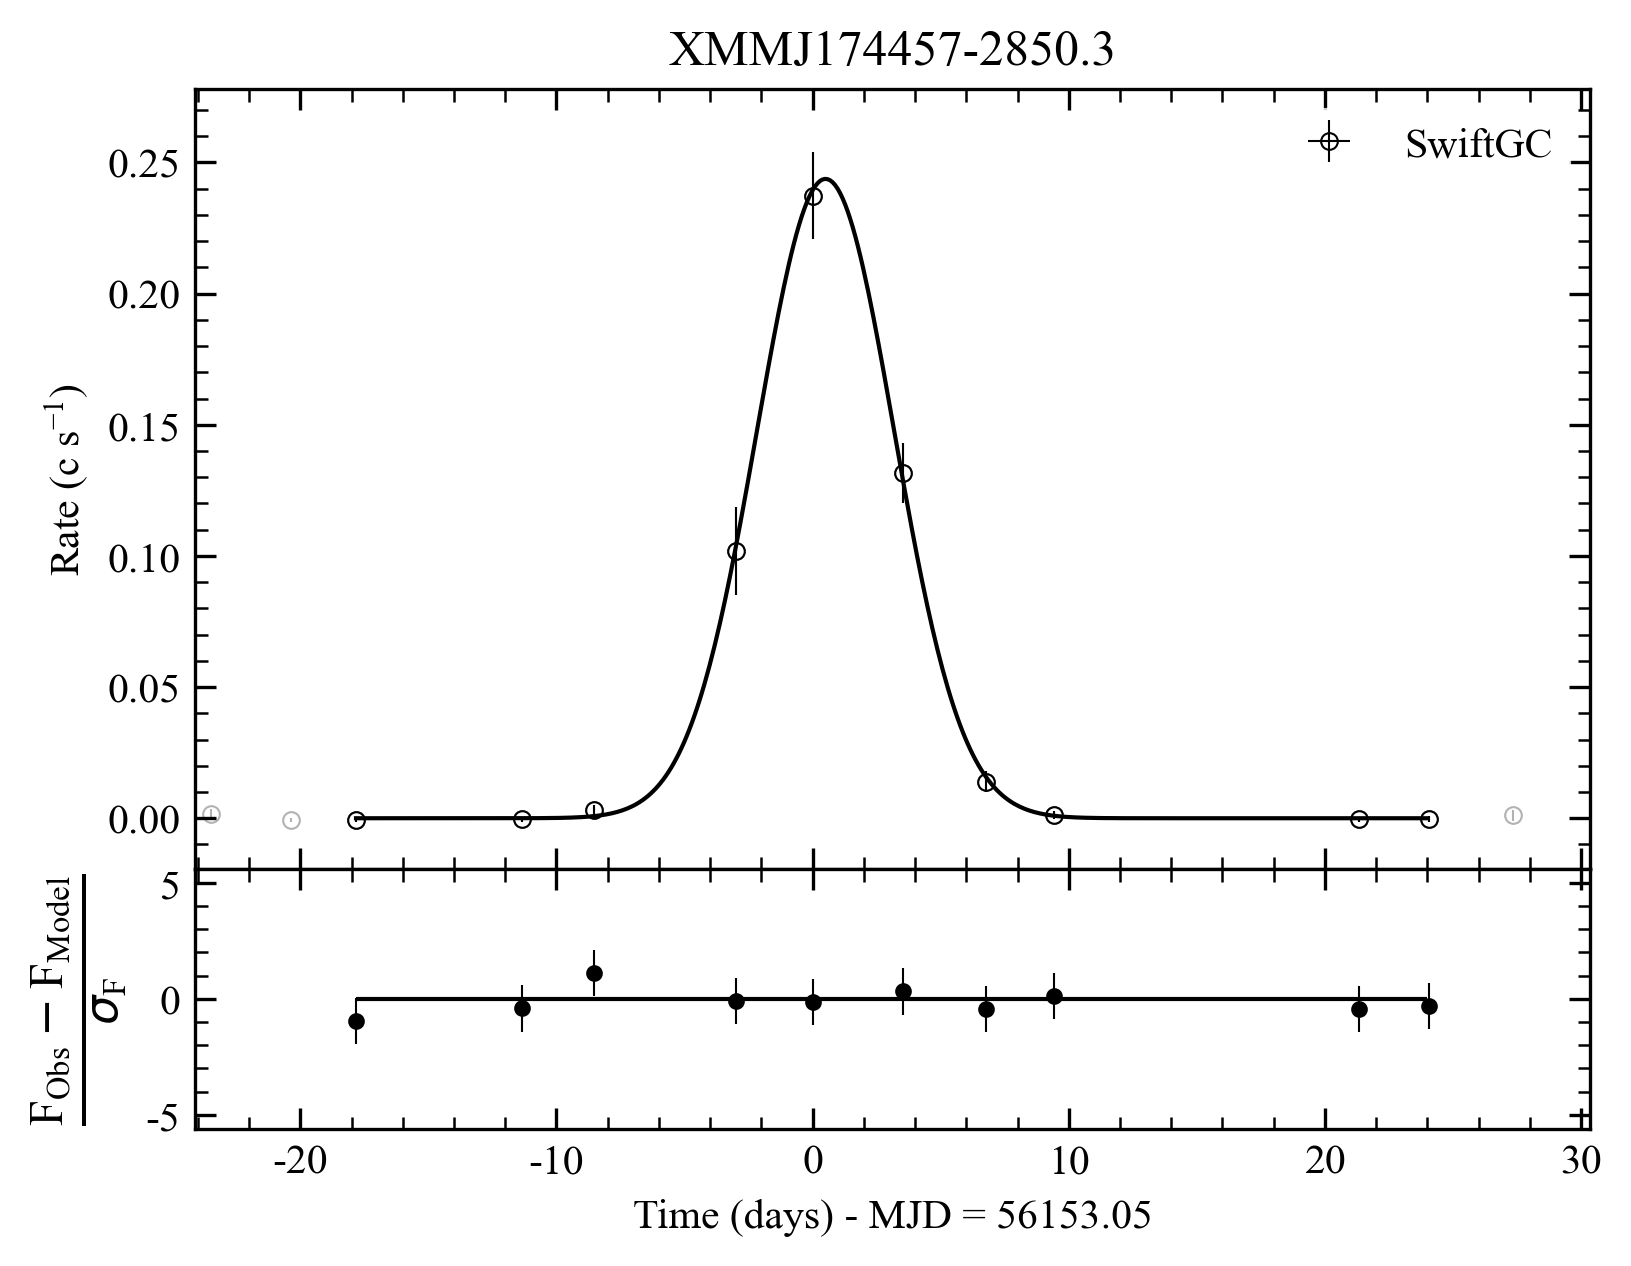 XMMJ174457-2850.3
SwiftGC
Rate (c s⁻¹)
0.25
0.20
0.15
0.10
0.05
0.00
F_Obs − F_Model
σ_F
5
0
-5
-20 -10 0 10 20 30
Time (days) - MJD = 56153.05